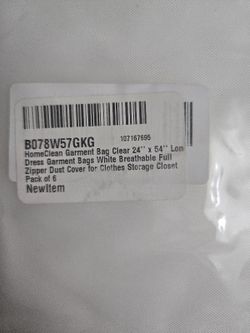 B078W57GKG
107167695
HomeClean Garment Bag Clear 24'' x 54'' Lon
Dress Garment Bags White Breathable Full
Zipper Dust Cover for Clothes Storage Closet
Pack of 6
NewItem